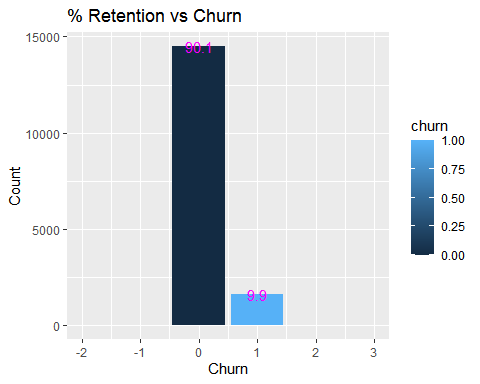 % Retention vs Churn
15000
10000
5000
0
Count
90.1
9.9
-2 -1 0 1 2 3
Churn
churn
1.00
0.75
0.50
0.25
0.00